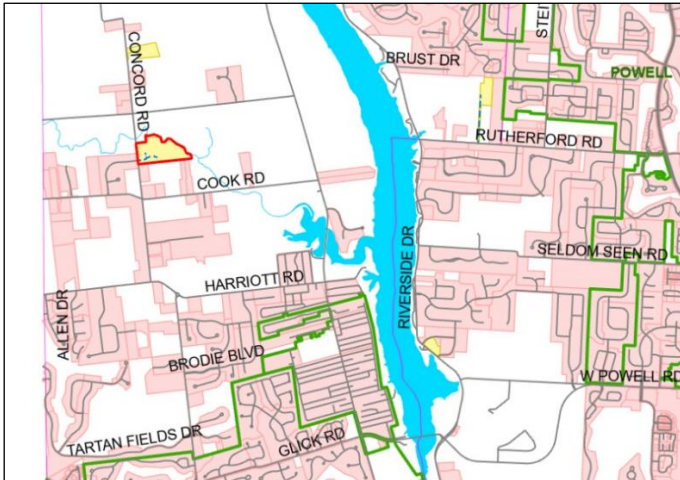 CONCORD RD
BRUST DR
POWELL
RUTHERFORD RD
COOK RD
SELDOM SEEN RD
HARRIOTT RD
RIVERSIDE DR
ALLEN DR
BRODIE BLVD
W POWELL RD
TARTAN FIELDS DR
GLICK RD